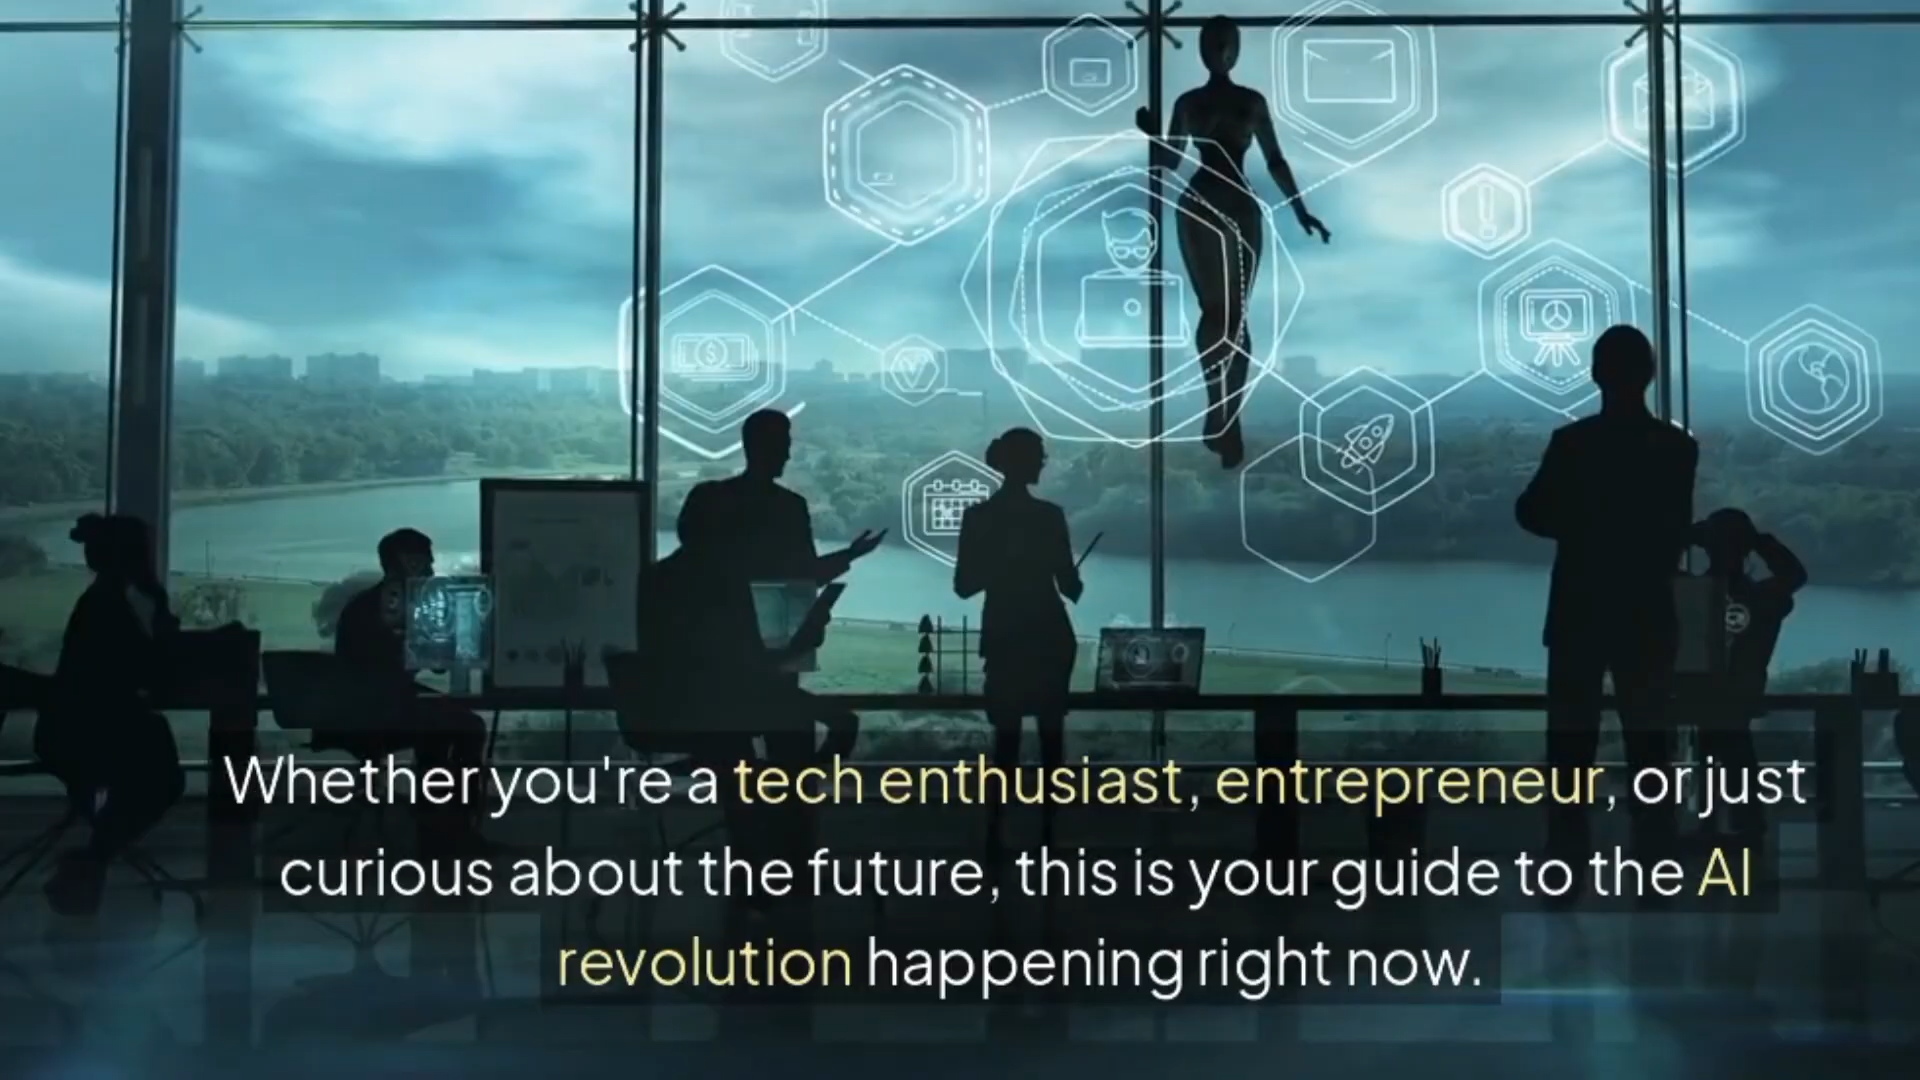 Whether you're a tech enthusiast, entrepreneur, or just
curious about the future, this is your guide to the AI
revolution happening right now.